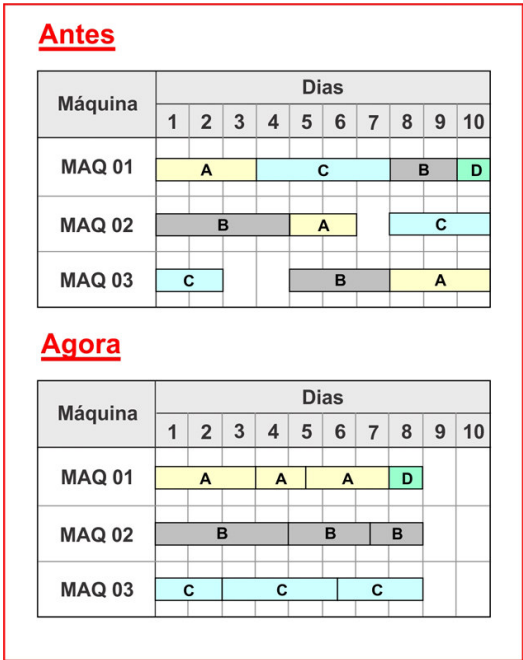 Antes
Máquina Dias
1 2 3 4 5 6 7 8 9 10
MAQ 01 A C B D
MAQ 02 B A C
MAQ 03 C B A
Agora
Máquina Dias
1 2 3 4 5 6 7 8 9 10
MAQ 01 A A A D
MAQ 02 B B B
MAQ 03 C C C